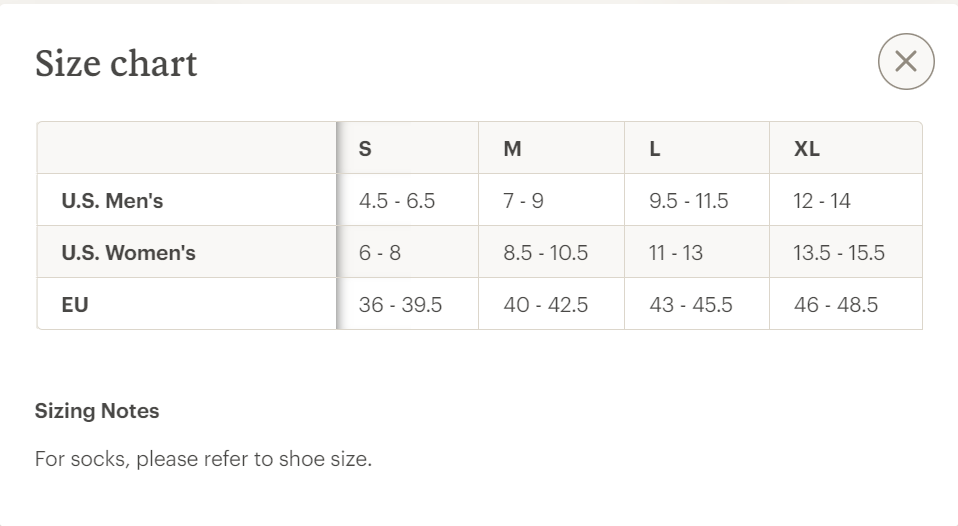 Size chart
S M L XL
U.S. Men's 4.5 - 6.5 7 - 9 9.5 - 11.5 12 - 14
U.S. Women's 6 - 8 8.5 - 10.5 11 - 13 13.5 - 15.5
EU 36 - 39.5 40 - 42.5 43 - 45.5 46 - 48.5
Sizing Notes
For socks, please refer to shoe size.